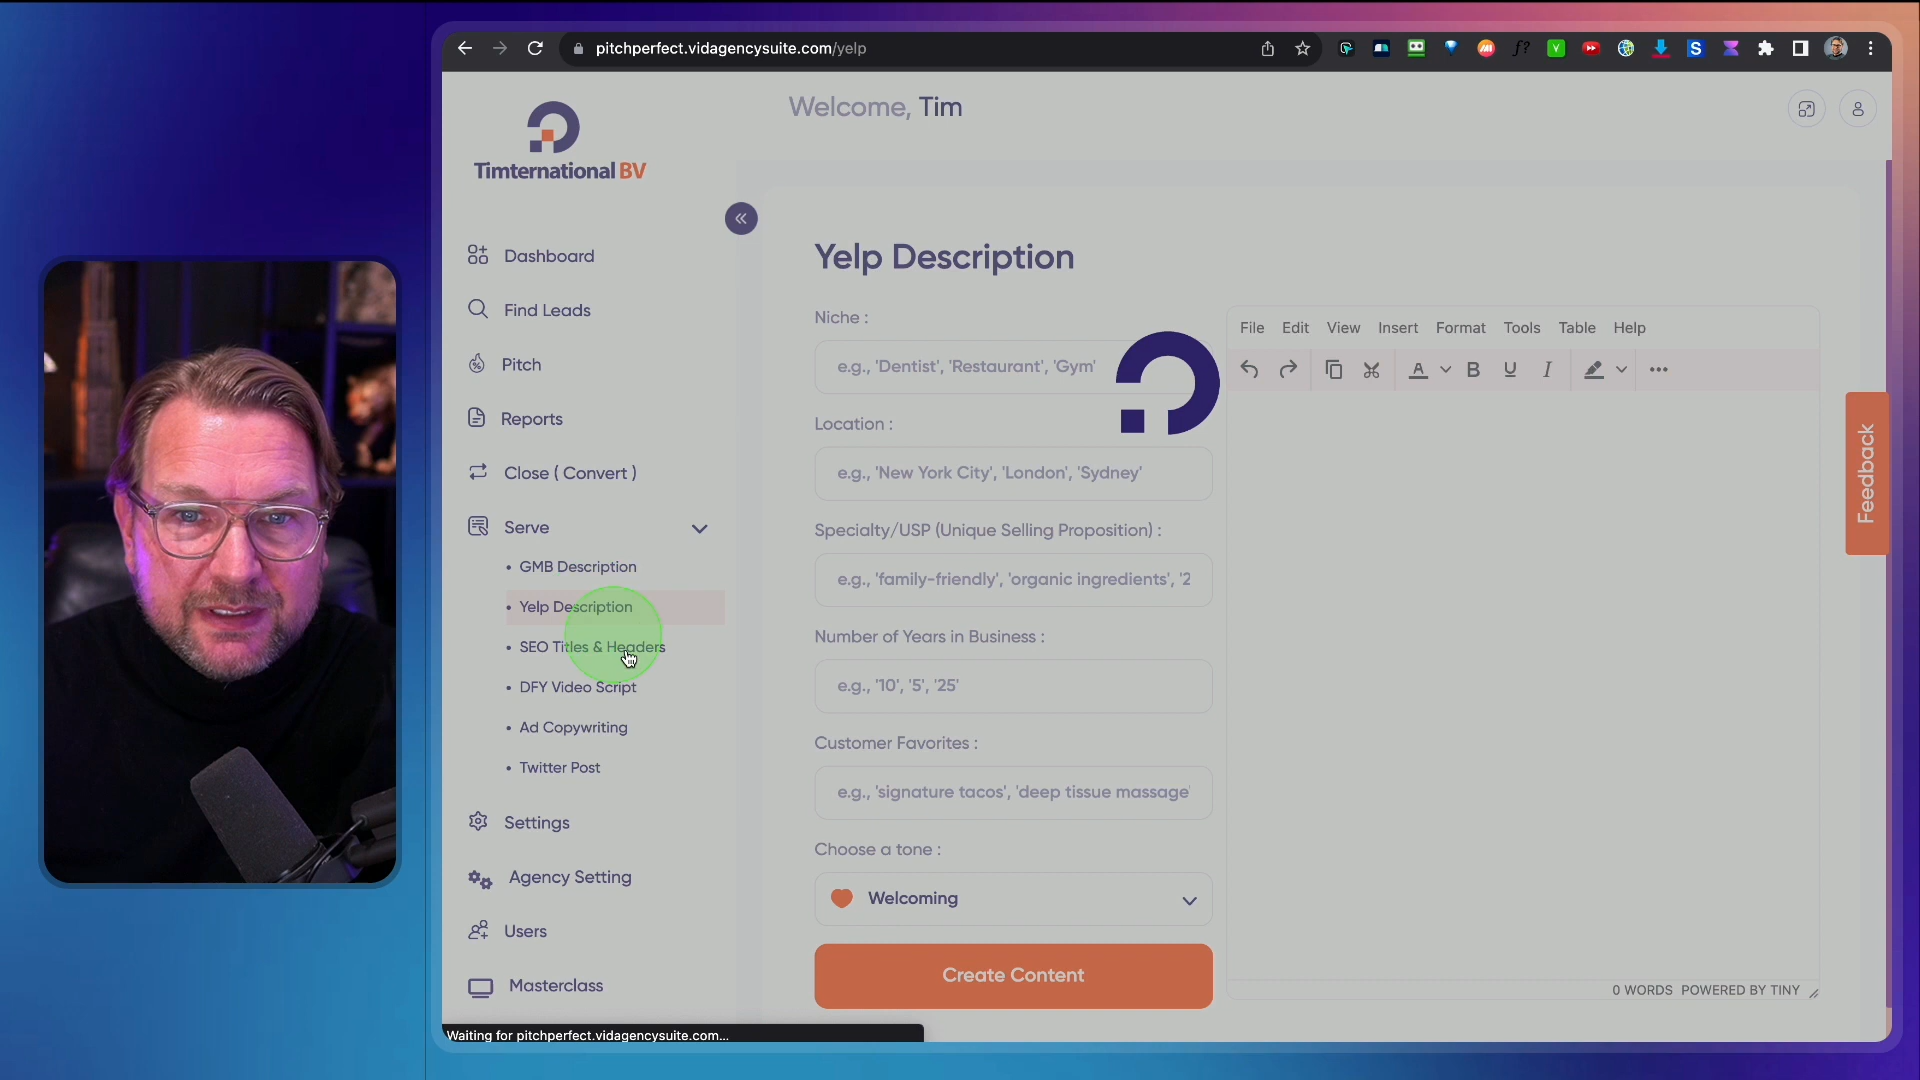 pitchperfect.vidagencysuite.com/yelp
Timternational BV
Welcome, Tim
Dashboard
Find Leads
Pitch
Reports
Close ( Convert )
Serve
• GMB Description
• Yelp Description
• SEO Titles & Headers
• DFY Video Script
• Ad Copywriting
• Twitter Post
Settings
Agency Setting
Users
Masterclass
Yelp Description
Niche :
e.g., 'Dentist', 'Restaurant', 'Gym'
Location :
e.g., 'New York City', 'London', 'Sydney'
Specialty/USP (Unique Selling Proposition) :
e.g., 'family-friendly', 'organic ingredients', '2
Number of Years in Business :
e.g., '10', '5', '25'
Customer Favorites :
e.g., 'signature tacos', 'deep tissue massage'
Choose a tone :
Welcoming
Create Content
File Edit View Insert Format Tools Table Help
A B U I
0 WORDS POWERED BY TINY
Feedback
Waiting for pitchperfect.vidagencysuite.com...